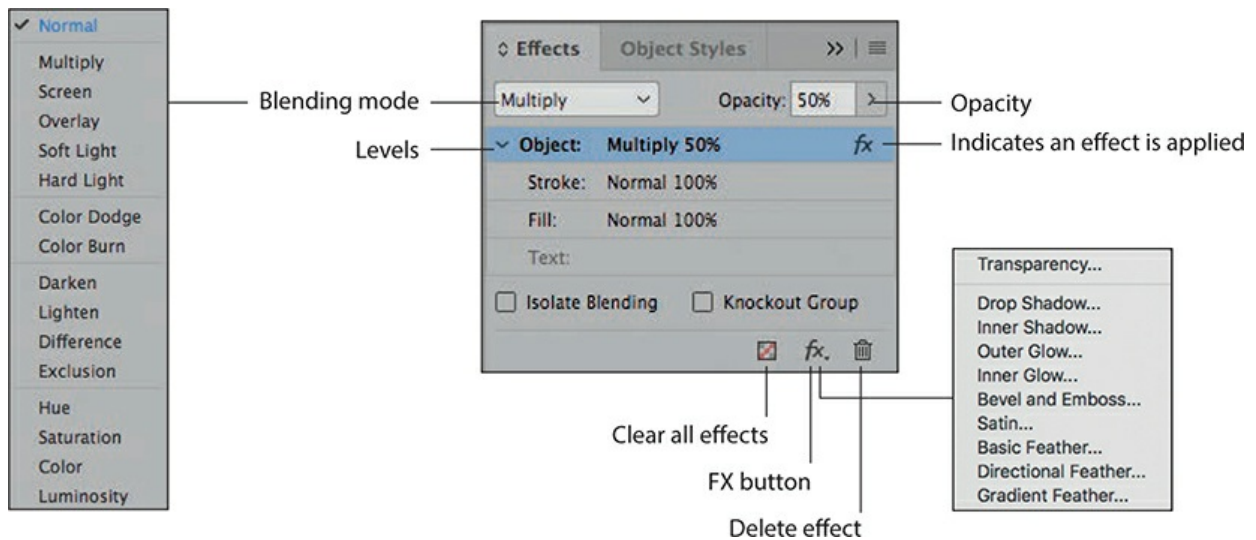 Normal
Multiply
Screen
Overlay
Soft Light
Hard Light
Color Dodge
Color Burn
Darken
Lighten
Difference
Exclusion
Hue
Saturation
Color
Luminosity
Blending mode
Levels
Effects Object Styles
Multiply Opacity: 50%
Object: Multiply 50% fx
Stroke: Normal 100%
Fill: Normal 100%
Text:
Isolate Blending Knockout Group
fx.
Opacity
Indicates an effect is applied
Clear all effects
FX button
Delete effect
Transparency...
Drop Shadow...
Inner Shadow...
Outer Glow...
Inner Glow...
Bevel and Emboss...
Satin...
Basic Feather...
Directional Feather...
Gradient Feather...